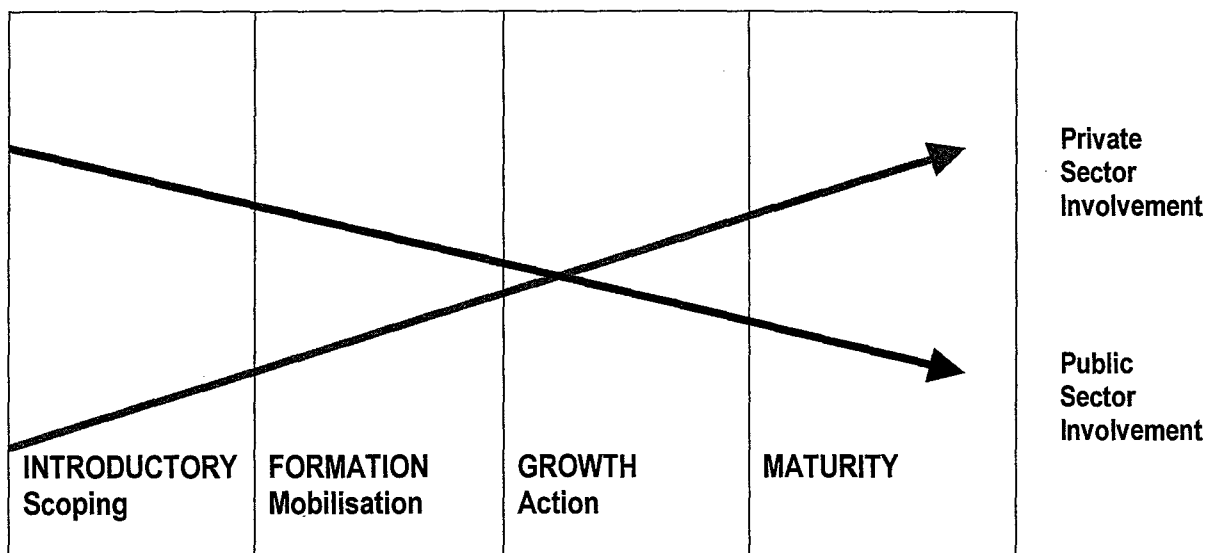 Private
Sector
Involvement
Public
Sector
Involvement
INTRODUCTORY
Scoping
FORMATION
Mobilisation
GROWTH
Action
MATURITY